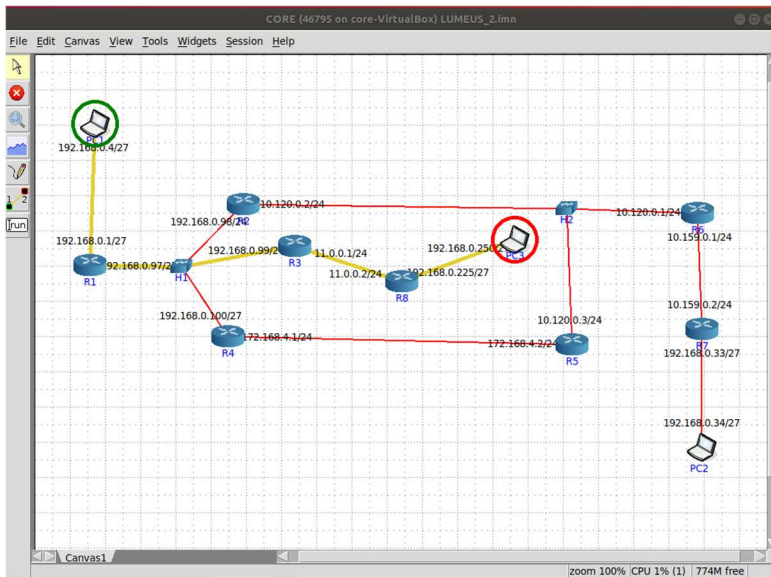 CORE (46795 on core-VirtualBox) LUMEUS_2.imn
File Edit Canvas View Tools Widgets Session Help
1 2
run
PC1
192.168.0.4/27
192.168.0.1/27
R1
92.168.0.97/2
H1
192.168.0.98/2
R2
10.120.0.2/24
192.168.0.99/2
R3
11.0.0.1/24
11.0.0.2/24
R8
192.168.0.225/27
192.168.0.250/2
PC3
H2
10.120.0.1/24
R6
10.159.0.1/24
192.168.0.100/27
R4
172.168.4.1/24
10.120.0.3/24
172.168.4.2/24
R5
10.159.0.2/24
R7
192.168.0.33/27
192.168.0.34/27
PC2
Canvas1
zoom 100% CPU 1% (1) 774M free